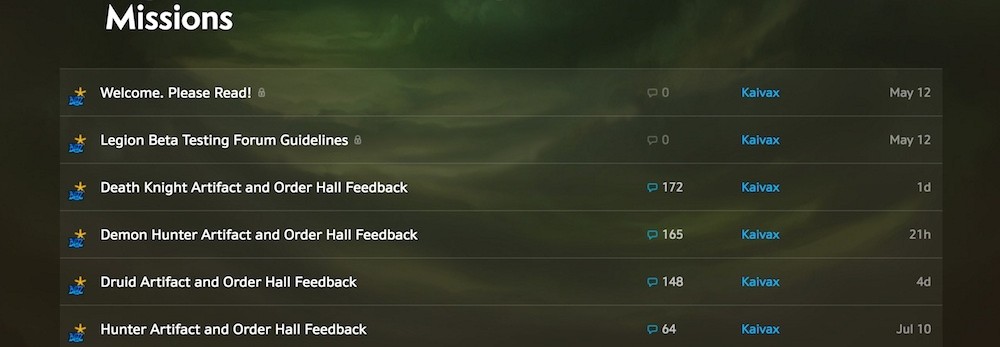 Missions
Welcome. Please Read! 0 Kaivax May 12
Legion Beta Testing Forum Guidelines 0 Kaivax May 12
Death Knight Artifact and Order Hall Feedback 172 Kaivax 1d
Demon Hunter Artifact and Order Hall Feedback 165 Kaivax 21h
Druid Artifact and Order Hall Feedback 148 Kaivax 4d
Hunter Artifact and Order Hall Feedback 64 Kaivax Jul 10